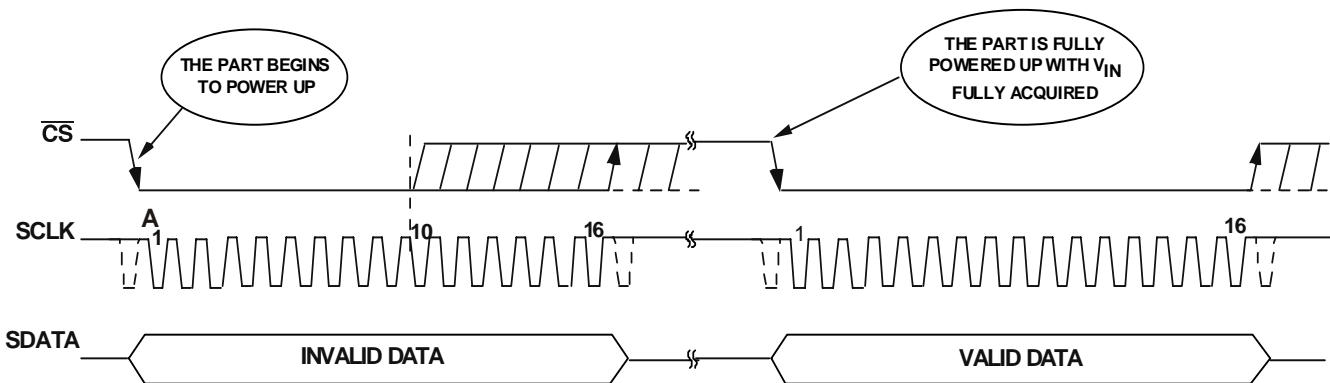 THE PART BEGINS
TO POWER UP
THE PART IS FULLY
POWERED UP WITH VIN
FULLY ACQUIRED
CS
SCLK
A
1
10
16
1
16
SDATA
INVALID DATA
VALID DATA